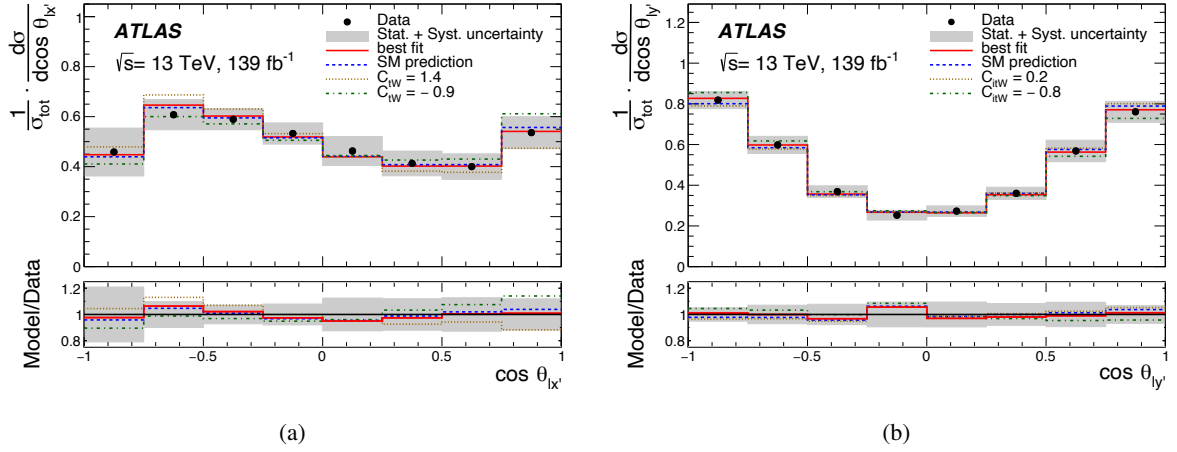 1/σ_tot · dσ/dcos θ_lx'
1
0.8
0.6
0.4
0.2
0
ATLAS
√s= 13 TeV, 139 fb⁻¹
Data
Stat. + Syst. uncertainty
best fit
SM prediction
C_tW = 1.4
C_tW = − 0.9
Model/Data
1.2
1
0.8
−1 −0.5 0 0.5 1
cos θ_lx'
(a)
1/σ_tot · dσ/dcos θ_ly'
1.2
1
0.8
0.6
0.4
0.2
0
ATLAS
√s= 13 TeV, 139 fb⁻¹
Data
Stat. + Syst. uncertainty
best fit
SM prediction
C_itW = 0.2
C_itW = − 0.8
Model/Data
1.2
1
0.8
−1 −0.5 0 0.5 1
cos θ_ly'
(b)